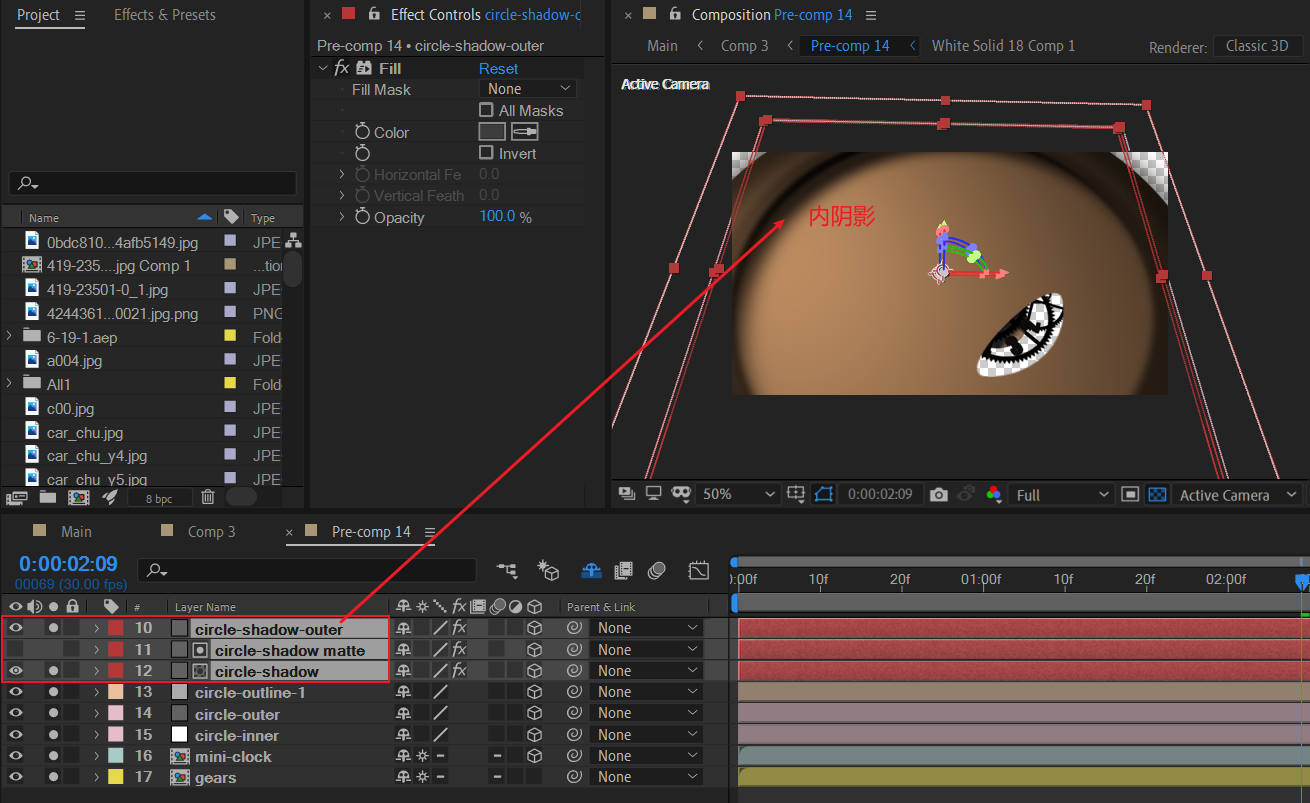 Project
Effects & Presets
Effect Controls circle-shadow-c
Composition Pre-comp 14
Pre-comp 14 • circle-shadow-outer
Main
Comp 3
Pre-comp 14
White Solid 18 Comp 1
Renderer:
Classic 3D
fx Fill
Reset
Fill Mask
None
All Masks
Color
Invert
Horizontal Fe
0.0
Vertical Feath
0.0
Opacity
100.0 %
Active Camera
内阴影
Name
Type
0bdc810...4afb5149.jpg
JPE
419-235....jpg Comp 1
...tion
419-23501-0_1.jpg
JPE
4244361...0021.jpg.png
PNG
6-19-1.aep
Folde
a004.jpg
JPE
All1
Folde
c00.jpg
JPE
car_chu.jpg
JPE
car_chu_y4.jpg
JPE
car_chu_y5.jpg
JPE
8 bpc
50%
0:00:02:09
Full
Active Camera
Main
Comp 3
Pre-comp 14
0:00:02:09
00069 (30.00 fps)
):00f
10f
20f
01:00f
10f
20f
02:00f
#
Layer Name
fx
Parent & Link
10
circle-shadow-outer
fx
None
11
circle-shadow matte
fx
None
12
circle-shadow
fx
None
13
circle-outline-1
None
14
circle-outer
None
15
circle-inner
None
16
mini-clock
None
17
gears
None